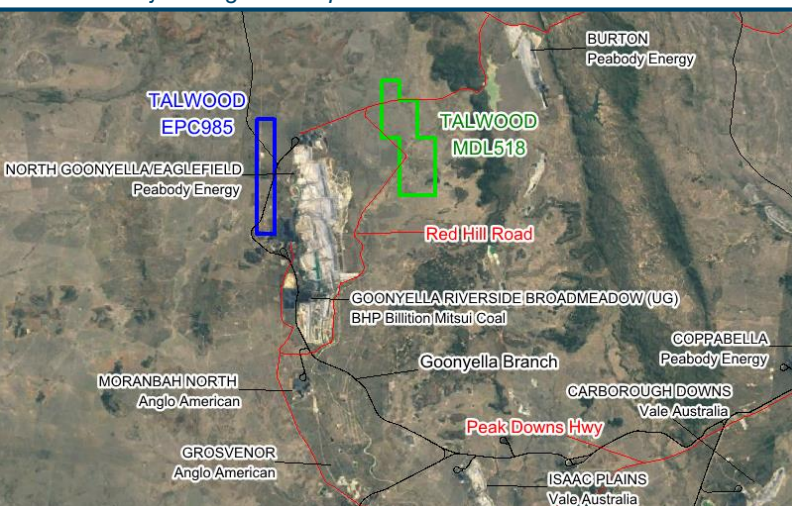 BURTON
Peabody Energy
TALWOOD
EPC985
TALWOOD
MDL518
NORTH GOONYELLA/EAGLEFIELD
Peabody Energy
Red Hill Road
GOONYELLA RIVERSIDE BROADMEADOW (UG)
BHP Billition Mitsui Coal
COPPABELLA
Peabody Energy
Goonyella Branch
MORANBAH NORTH
Anglo American
CARBOROUGH DOWNS
Vale Australia
Peak Downs Hwy
GROSVENOR
Anglo American
ISAAC PLAINS
Vale Australia